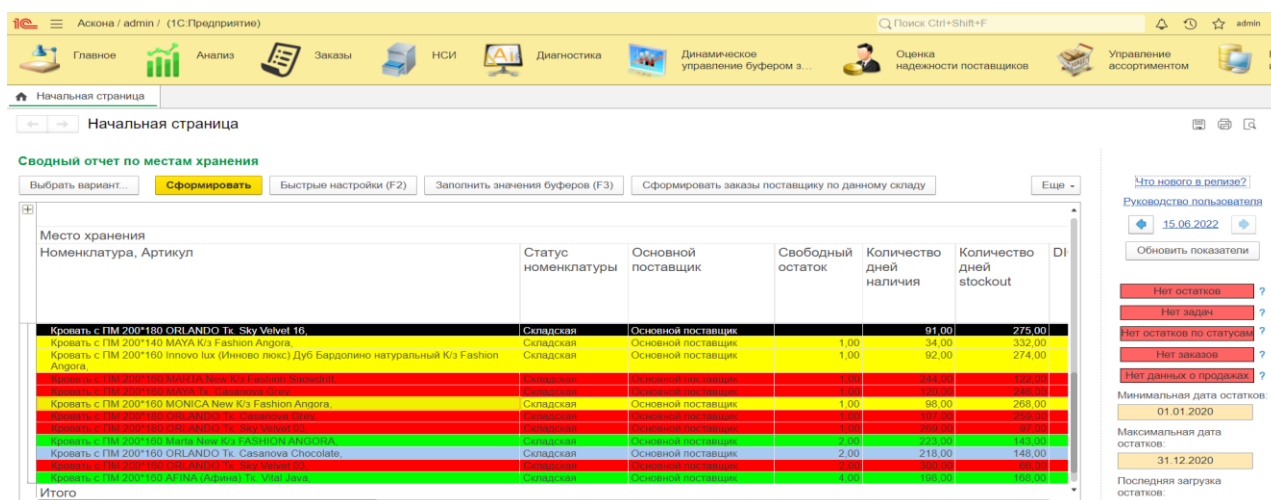 1С Аскона / admin / (1С:Предприятие) Поиск Ctrl+Shift+F admin
Главное Анализ Заказы НСИ Диагностика Динамическое управление буфером з... Оценка надежности поставщиков Управление ассортиментом
Начальная страница
Начальная страница
Сводный отчет по местам хранения
Выбрать вариант... Сформировать Быстрые настройки (F2) Заполнить значения буферов (F3) Сформировать заказы поставщику по данному складу Еще
Место хранения
Номенклатура, Артикул Статус номенклатуры Основной поставщик Свободный остаток Количество дней наличия Количество дней stockout DI
Кровать с ПМ 200*180 ORLANDO Тк. Sky Velvet 16, Складская Основной поставщик 91,00 275,00
Кровать с ПМ 200*140 MAYA К/з Fashion Angora, Складская Основной поставщик 1,00 34,00 332,00
Кровать с ПМ 200*160 Innovo lux (Инново люкс) Дуб Бардолино натуральный К/з Fashion Складская Основной поставщик 1,00 92,00 274,00
Angora,
Кровать с ПМ 200*160 MARTA New К/з Fashion Snowdrift, Складская Основной поставщик 1,00 244,00 122,00
Кровать с ПМ 200*160 MAYA Тк. Casanova Grey, Складская Основной поставщик 1,00 120,00 246,00
Кровать с ПМ 200*160 MONICA New К/з Fashion Angora, Складская Основной поставщик 1,00 98,00 268,00
Кровать с ПМ 200*180 ORLANDO Тк. Casanova Grey, Складская Основной поставщик 1,00
Кровать с ПМ 200*180 ORLANDO Тк. Sky Velvet 03, Складская Основной поставщик 1,00 269,00 97,00
Кровать с ПМ 200*160 Marta New К/з FASHION ANGORA, Складская Основной поставщик 2,00 223,00 143,00
Кровать с ПМ 200*160 ORLANDO Тк. Casanova Chocolate, Складская Основной поставщик 2,00 218,00 148,00
Кровать с ПМ 200*160 ORLANDO Тк. Sky Velvet 03, Складская Основной поставщик 2,00 300,00 66,00
Кровать с ПМ 200*160 AFINA (Афина) Тк. Vital Java, Складская Основной поставщик 4,00 198,00 168,00
Итого
Что нового в релизе?
Руководство пользователя
15.06.2022
Обновить показатели
Нет остатков ?
Нет задач ?
Нет остатков по статусам ?
Нет заказов ?
Нет данных о продажах ?
Минимальная дата остатков:
01.01.2020
Максимальная дата
остатков:
31.12.2020
Последняя загрузка
остатков: